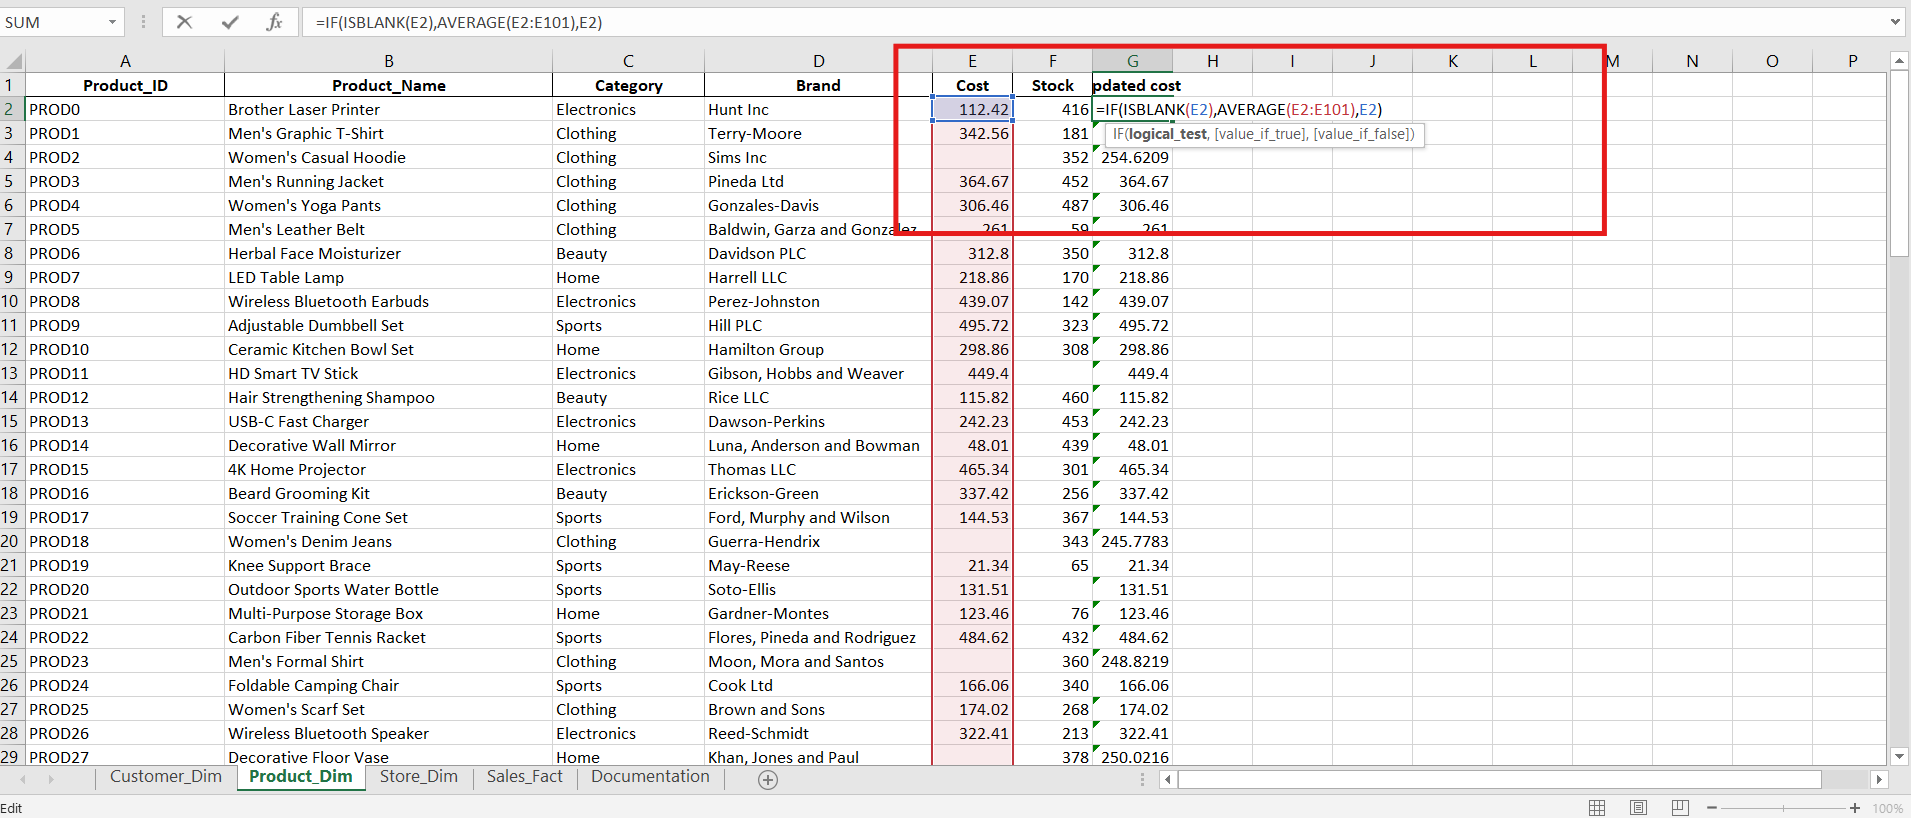 SUM =IF(ISBLANK(E2),AVERAGE(E2:E101),E2)
A B C D E F G H I J K L M N O P
1 Product_ID Product_Name Category Brand Cost Stock pdated cost
2 PROD0 Brother Laser Printer Electronics Hunt Inc 112.42 416 =IF(ISBLANK(E2),AVERAGE(E2:E101),E2)
3 PROD1 Men's Graphic T-Shirt Clothing Terry-Moore 342.56 181 IF(logical_test, [value_if_true], [value_if_false])
4 PROD2 Women's Casual Hoodie Clothing Sims Inc 352 254.6209
5 PROD3 Men's Running Jacket Clothing Pineda Ltd 364.67 452 364.67
6 PROD4 Women's Yoga Pants Clothing Gonzales-Davis 306.46 487 306.46
7 PROD5 Men's Leather Belt Clothing Baldwin, Garza and Gonzalez 261 59 261
8 PROD6 Herbal Face Moisturizer Beauty Davidson PLC 312.8 350 312.8
9 PROD7 LED Table Lamp Home Harrell LLC 218.86 170 218.86
10 PROD8 Wireless Bluetooth Earbuds Electronics Perez-Johnston 439.07 142 439.07
11 PROD9 Adjustable Dumbbell Set Sports Hill PLC 495.72 323 495.72
12 PROD10 Ceramic Kitchen Bowl Set Home Hamilton Group 298.86 308 298.86
13 PROD11 HD Smart TV Stick Electronics Gibson, Hobbs and Weaver 449.4 449.4
14 PROD12 Hair Strengthening Shampoo Beauty Rice LLC 115.82 460 115.82
15 PROD13 USB-C Fast Charger Electronics Dawson-Perkins 242.23 453 242.23
16 PROD14 Decorative Wall Mirror Home Luna, Anderson and Bowman 48.01 439 48.01
17 PROD15 4K Home Projector Electronics Thomas LLC 465.34 301 465.34
18 PROD16 Beard Grooming Kit Beauty Erickson-Green 337.42 256 337.42
19 PROD17 Soccer Training Cone Set Sports Ford, Murphy and Wilson 144.53 367 144.53
20 PROD18 Women's Denim Jeans Clothing Guerra-Hendrix 343 245.7783
21 PROD19 Knee Support Brace Sports May-Reese 21.34 65 21.34
22 PROD20 Outdoor Sports Water Bottle Sports Soto-Ellis 131.51 131.51
23 PROD21 Multi-Purpose Storage Box Home Gardner-Montes 123.46 76 123.46
24 PROD22 Carbon Fiber Tennis Racket Sports Flores, Pineda and Rodriguez 484.62 432 484.62
25 PROD23 Men's Formal Shirt Clothing Moon, Mora and Santos 360 248.8219
26 PROD24 Foldable Camping Chair Sports Cook Ltd 166.06 340 166.06
27 PROD25 Women's Scarf Set Clothing Brown and Sons 174.02 268 174.02
28 PROD26 Wireless Bluetooth Speaker Electronics Reed-Schmidt 322.41 213 322.41
29 PROD27 Decorative Floor Vase Home Khan, Jones and Paul 378 250.0216
Customer_Dim Product_Dim Store_Dim Sales_Fact Documentation
Edit 100%